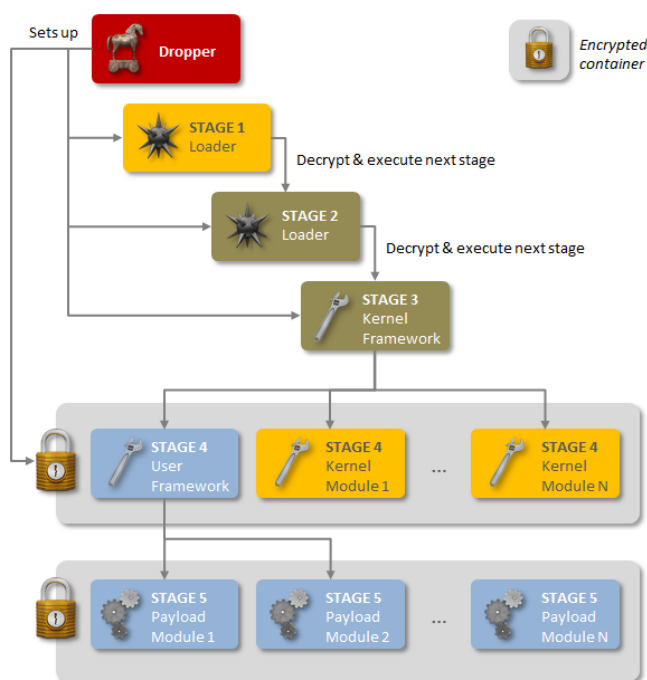 Sets up
Dropper
Encrypted
container
STAGE 1
Loader
Decrypt & execute next stage
STAGE 2
Loader
Decrypt & execute next stage
STAGE 3
Kernel
Framework
STAGE 4
User
Framework
STAGE 4
Kernel
Module 1
...
STAGE 4
Kernel
Module N
STAGE 5
Payload
Module 1
STAGE 5
Payload
Module 2
...
STAGE 5
Payload
Module N